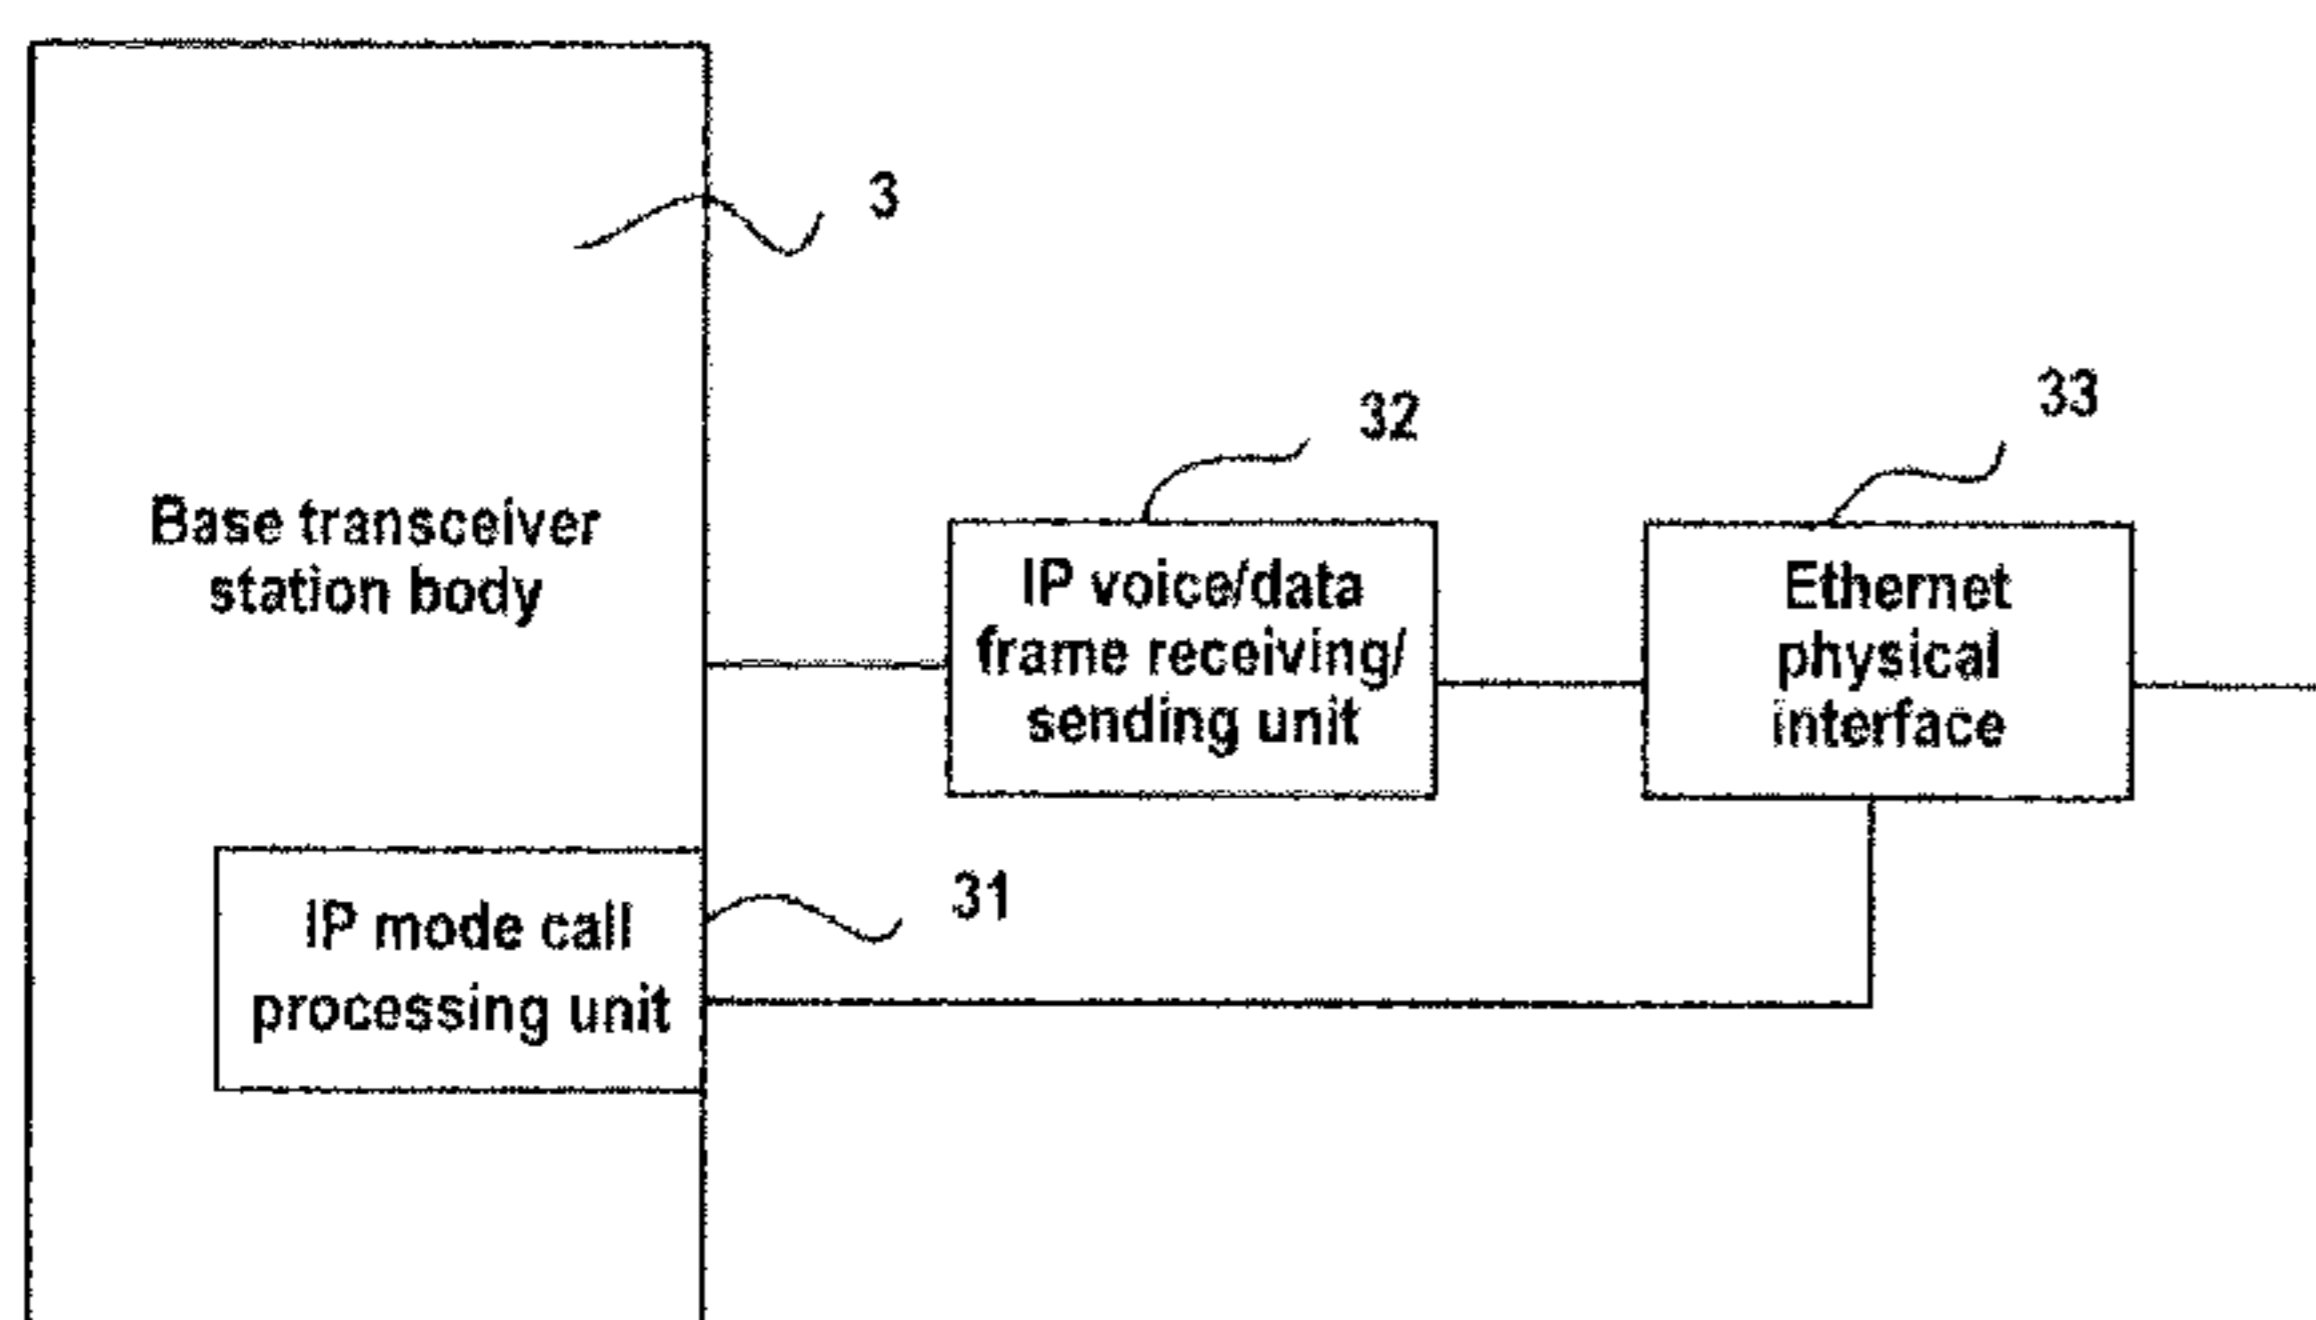 3
32
33
Base transceiver
station body
IP voice/data
frame receiving/
sending unit
Ethernet
physical
interface
31
IP mode call
processing unit